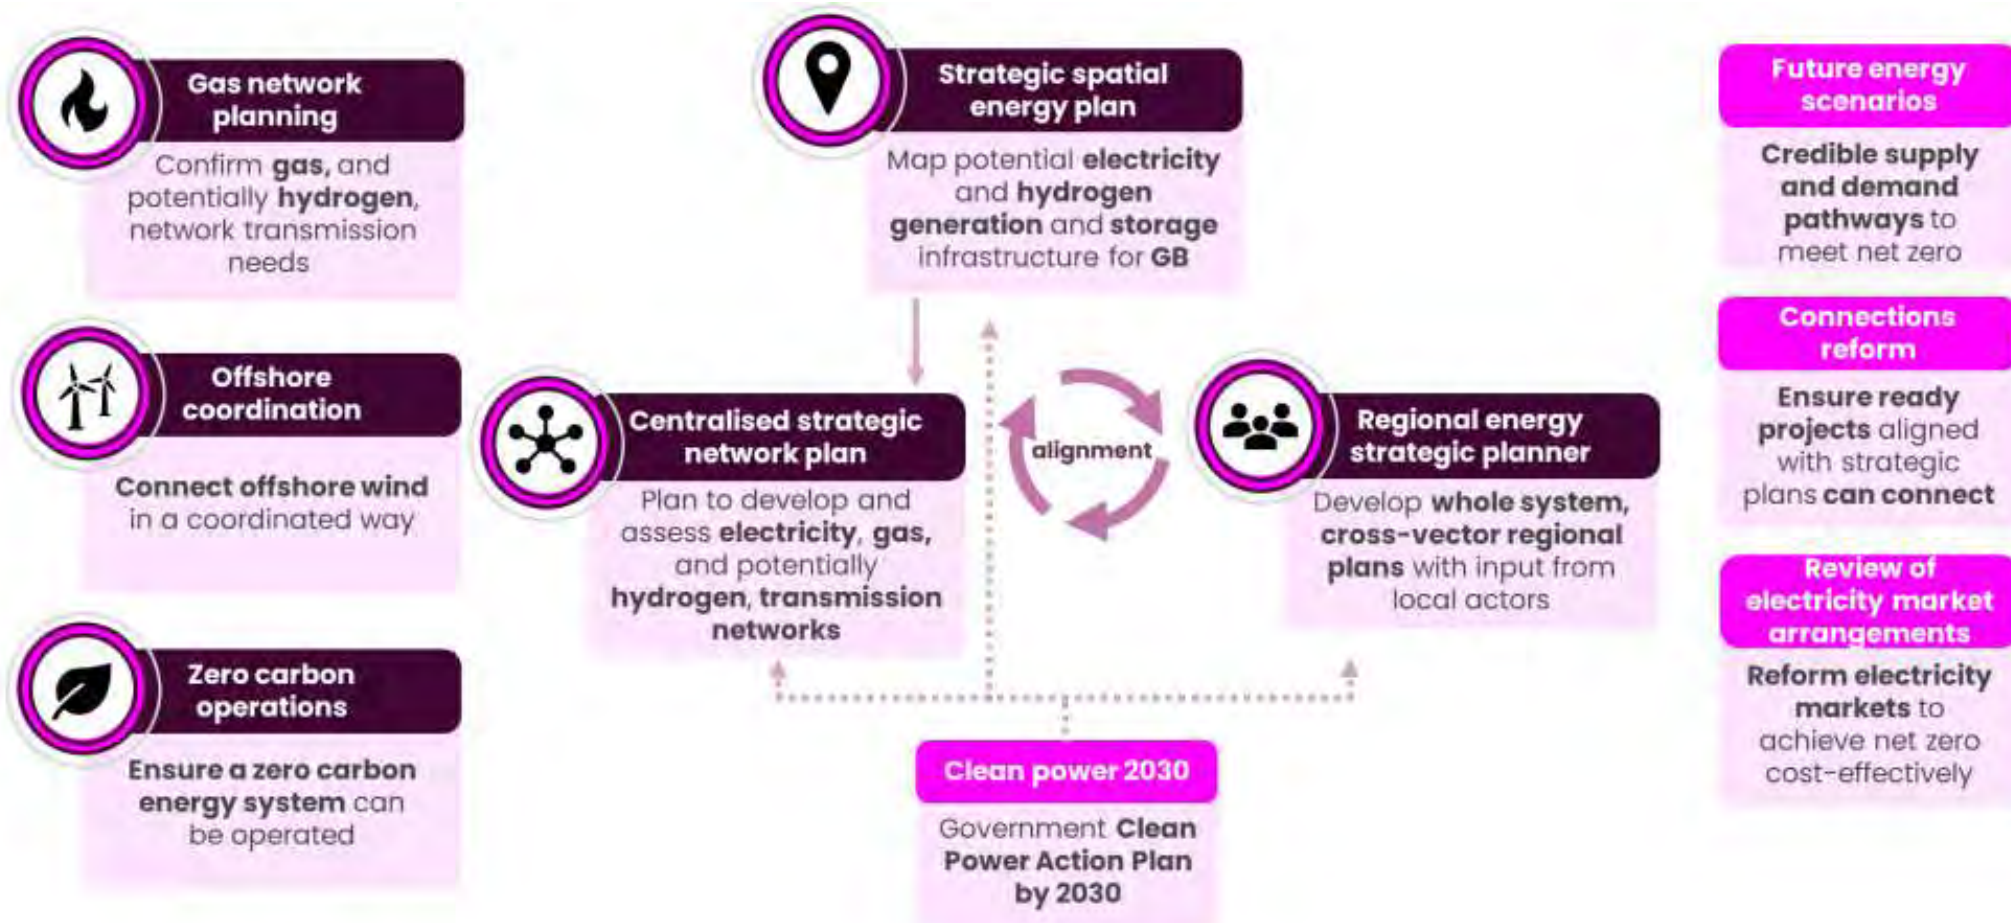 Gas network
planning
Confirm gas, and
potentially hydrogen,
network transmission
needs
Offshore
coordination
Connect offshore wind
in a coordinated way
Zero carbon
operations
Ensure a zero carbon
energy system can
be operated
Strategic spatial
energy plan
Map potential electricity
and hydrogen
generation and storage
infrastructure for GB
Centralised strategic
network plan
Plan to develop and
assess electricity, gas,
and potentially
hydrogen, transmission
networks
alignment
Regional energy
strategic planner
Develop whole system,
cross-vector regional
plans with input from
local actors
Clean power 2030
Government Clean
Power Action Plan
by 2030
Future energy
scenarios
Credible supply
and demand
pathways to
meet net zero
Connections
reform
Ensure ready
projects aligned
with strategic
plans can connect
Review of
electricity market
arrangements
Reform electricity
markets to
achieve net zero
cost-effectively